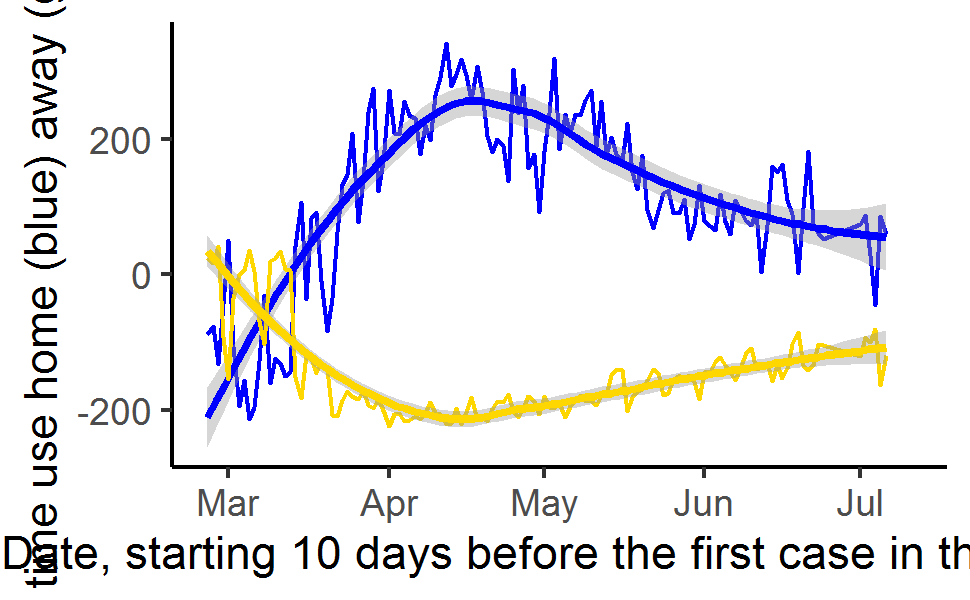 time use home (blue) away (
200
0
-200
Mar Apr May Jun Jul
Date, starting 10 days before the first case in th